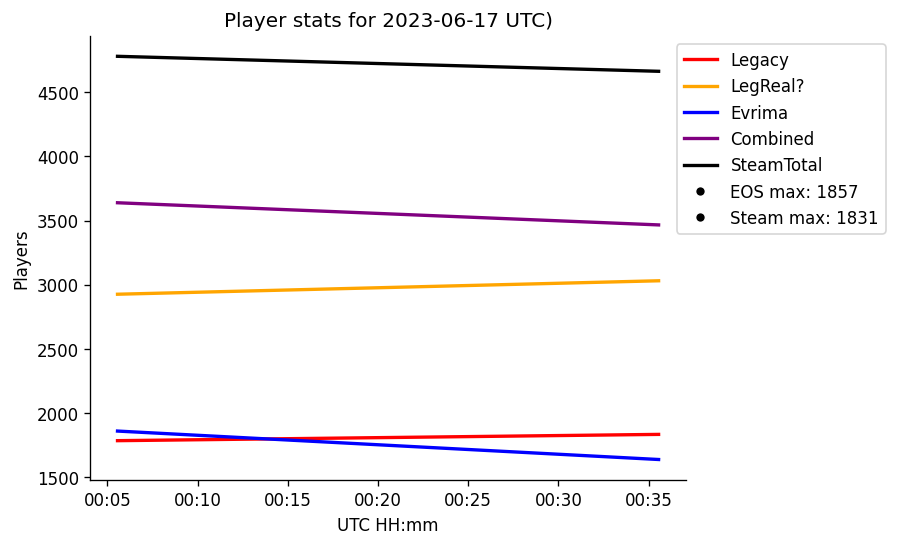 Player stats for 2023-06-17 UTC)
Legacy
LegReal?
Evrima
Combined
SteamTotal
EOS max: 1857
Steam max: 1831
Players
4500
4000
3500
3000
2500
2000
1500
00:05 00:10 00:15 00:20 00:25 00:30 00:35
UTC HH:mm